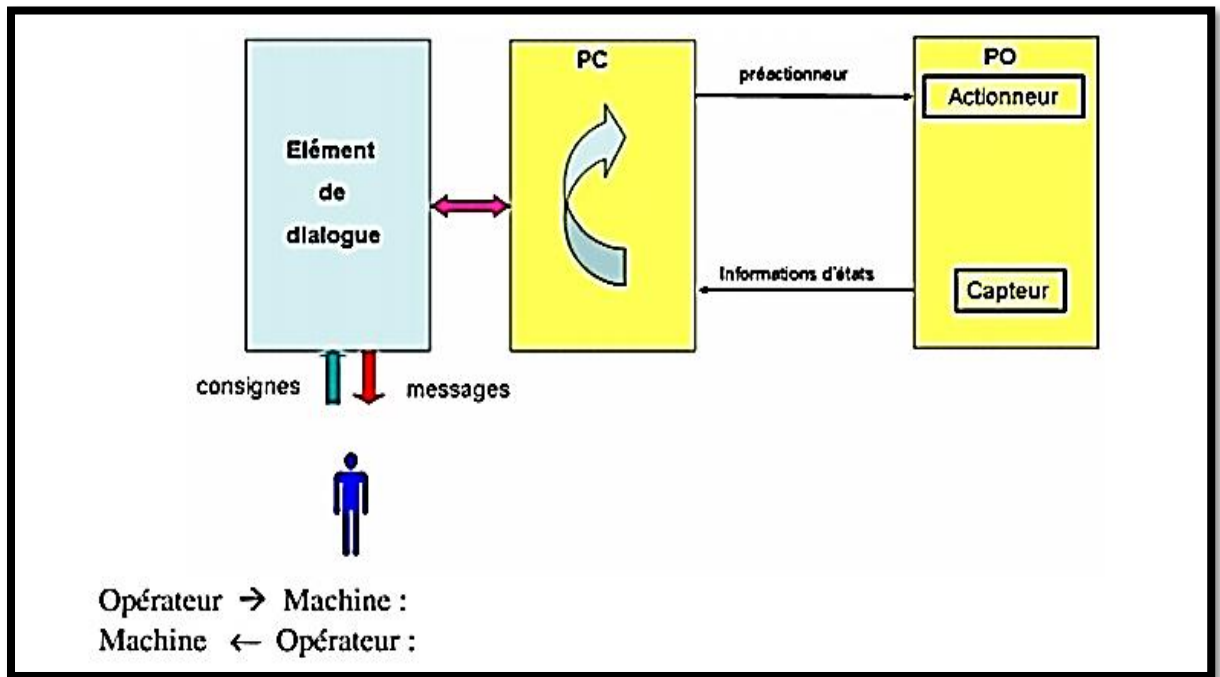 PC
PO
préactionneur
Actionneur
Elément
de
dialogue
Informations d'états
Capteur
consignes
messages
Opérateur → Machine :
Machine ← Opérateur :